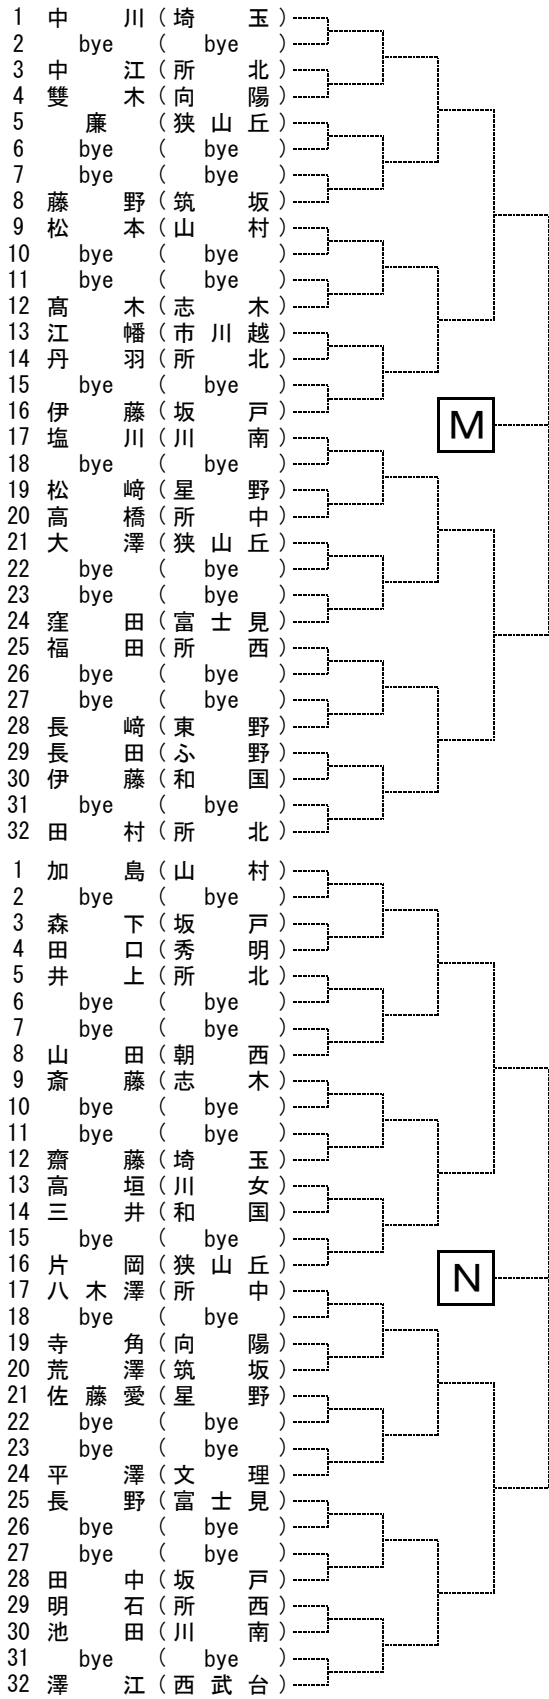 1 中川(埼玉)
2 bye(bye)
3 中江(所北)
4 雙木(向陽)
5 廉(狭山丘)
6 bye(bye)
7 bye(bye)
8 藤野(筑坂)
9 松本(山村)
10 bye(bye)
11 bye(bye)
12 髙木(志木)
13 江幡(市川越)
14 丹羽(所北)
15 bye(bye)
16 伊藤(坂戸)
M
17 塩川(川南)
18 bye(bye)
19 松﨑(星野)
20 高橋(所中)
21 大澤(狭山丘)
22 bye(bye)
23 bye(bye)
24 窪田(富士見)
25 福田(所西)
26 bye(bye)
27 bye(bye)
28 長﨑(東野)
29 長田(ふ野)
30 伊藤(和国)
31 bye(bye)
32 田村(所北)
1 加島(山村)
2 bye(bye)
3 森下(坂戸)
4 田口(秀明)
5 井上(所北)
6 bye(bye)
7 bye(bye)
8 山田(朝西)
9 斎藤(志木)
10 bye(bye)
11 bye(bye)
12 齋藤(埼玉)
13 高垣(川女)
14 三井(和国)
15 bye(bye)
16 片岡(狭山丘)
N
17 八木澤(所中)
18 bye(bye)
19 寺角(向陽)
20 荒澤(筑坂)
21 佐藤愛(星野)
22 bye(bye)
23 bye(bye)
24 平澤(文理)
25 長野(富士見)
26 bye(bye)
27 bye(bye)
28 田中(坂戸)
29 明石(所西)
30 池田(川南)
31 bye(bye)
32 澤江(西武台)